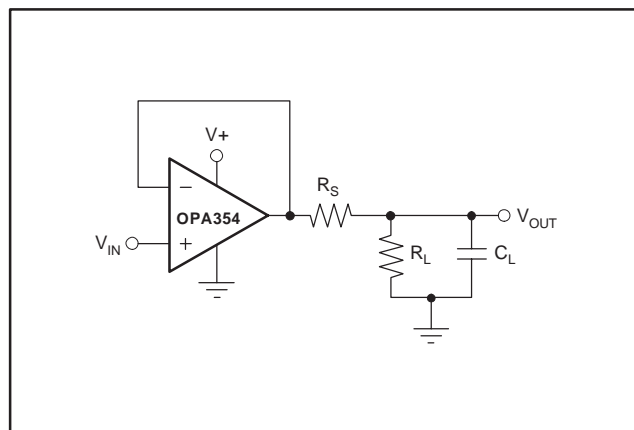 V+
−
OPA354
+
V_IN
R_S
R_L
C_L
V_OUT